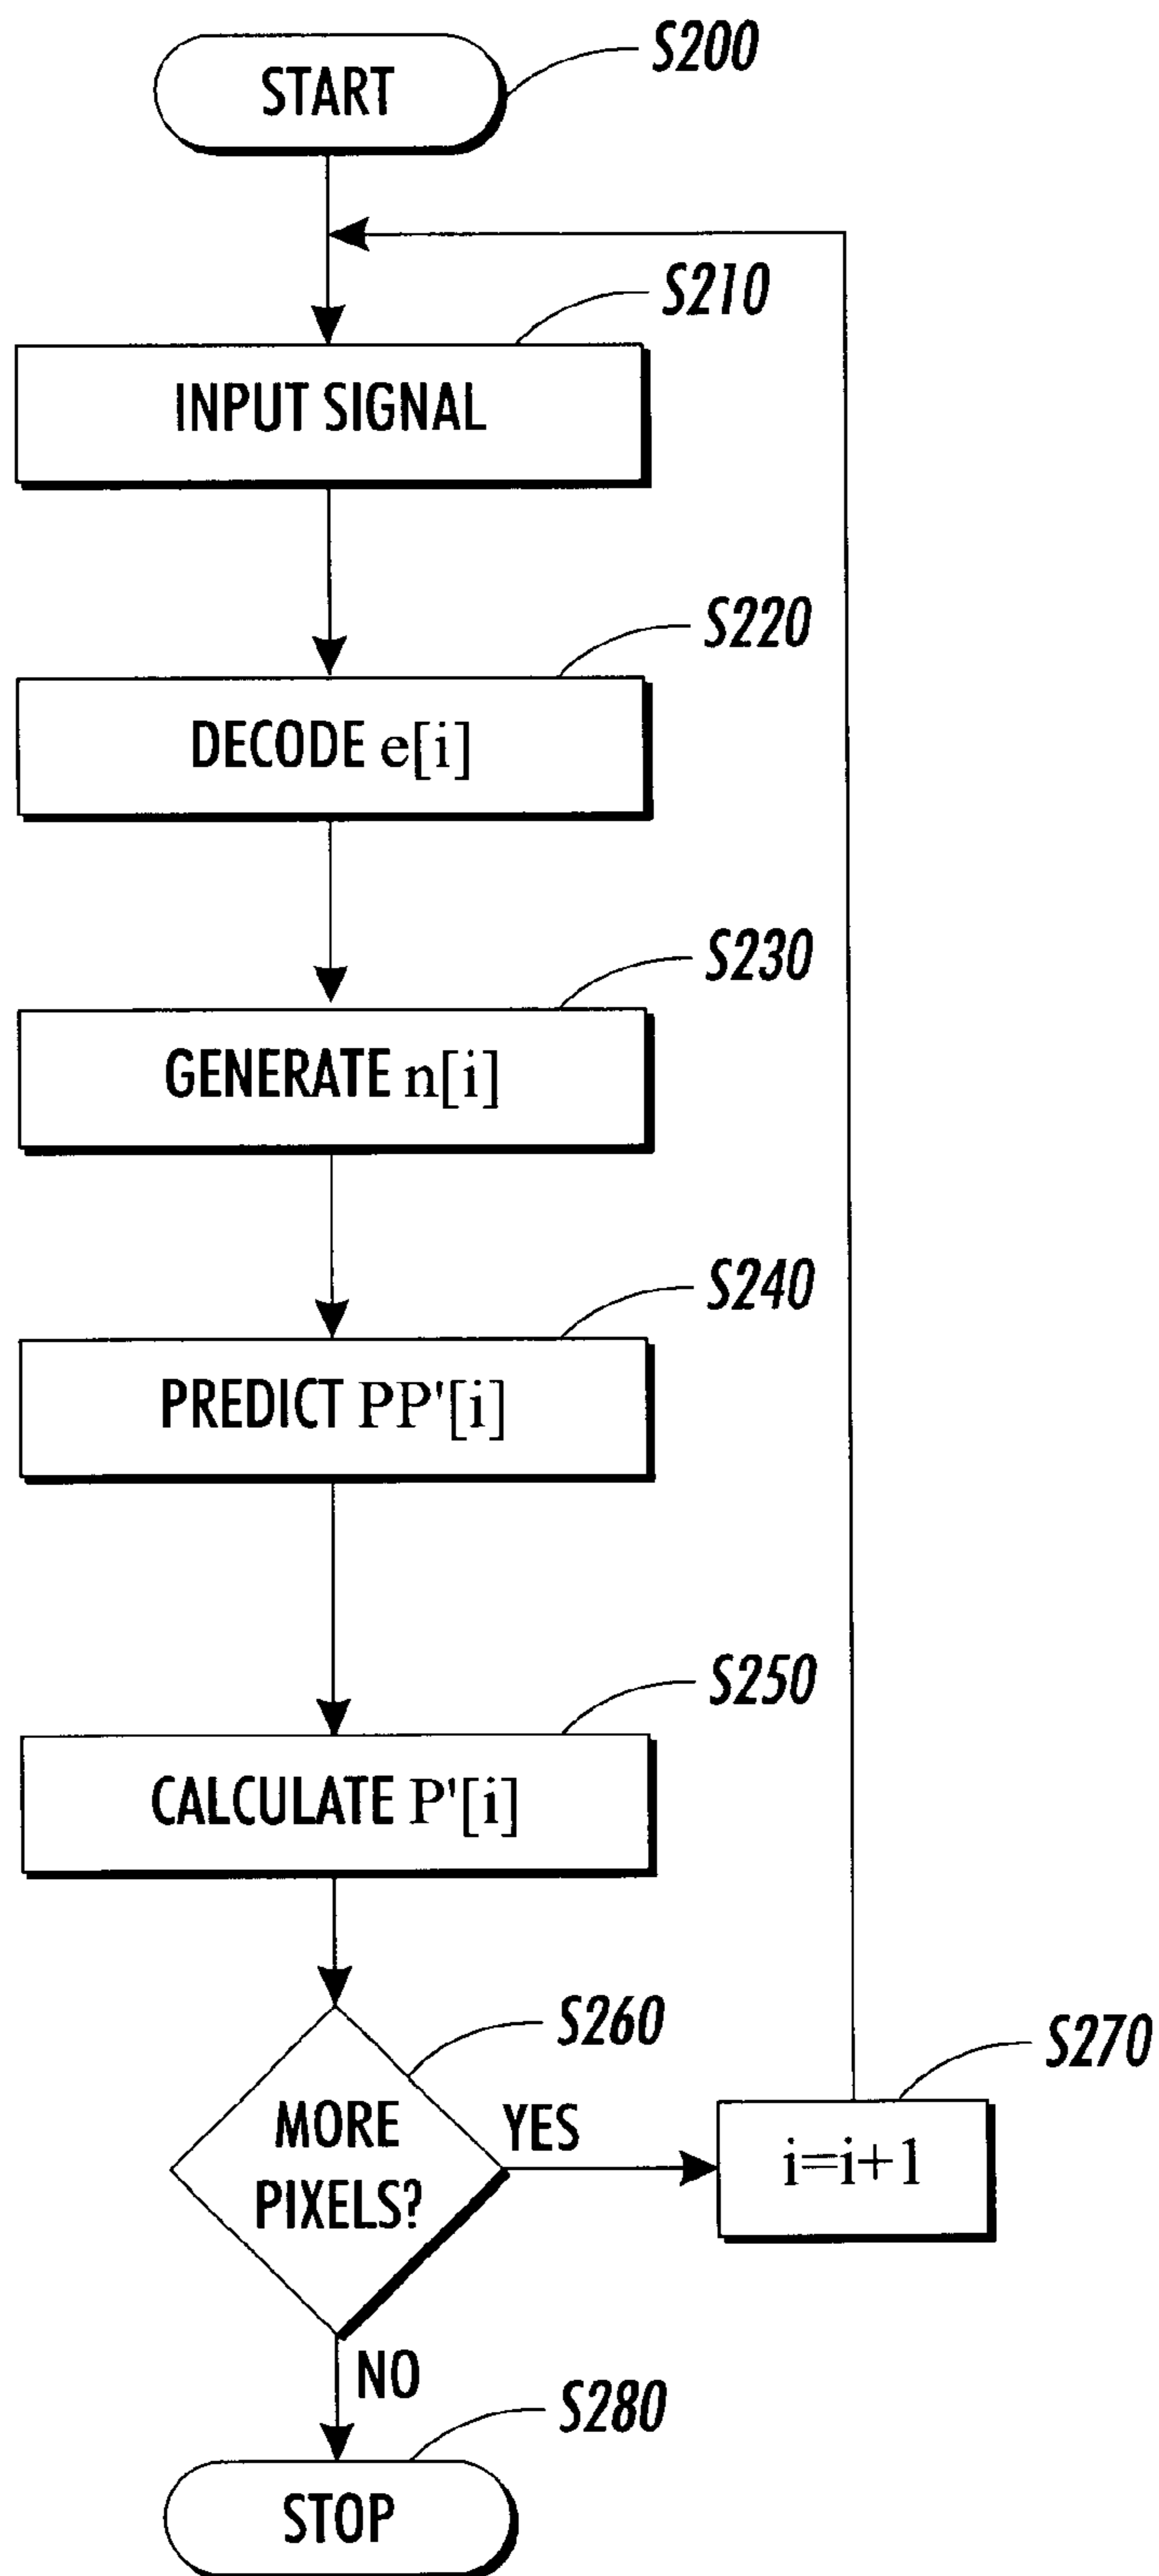 START
S200
S210
INPUT SIGNAL
S220
DECODE e[i]
S230
GENERATE n[i]
S240
PREDICT PP'[i]
S250
CALCULATE P'[i]
S260
MORE
PIXELS?
YES
S270
i=i+1
NO
S280
STOP